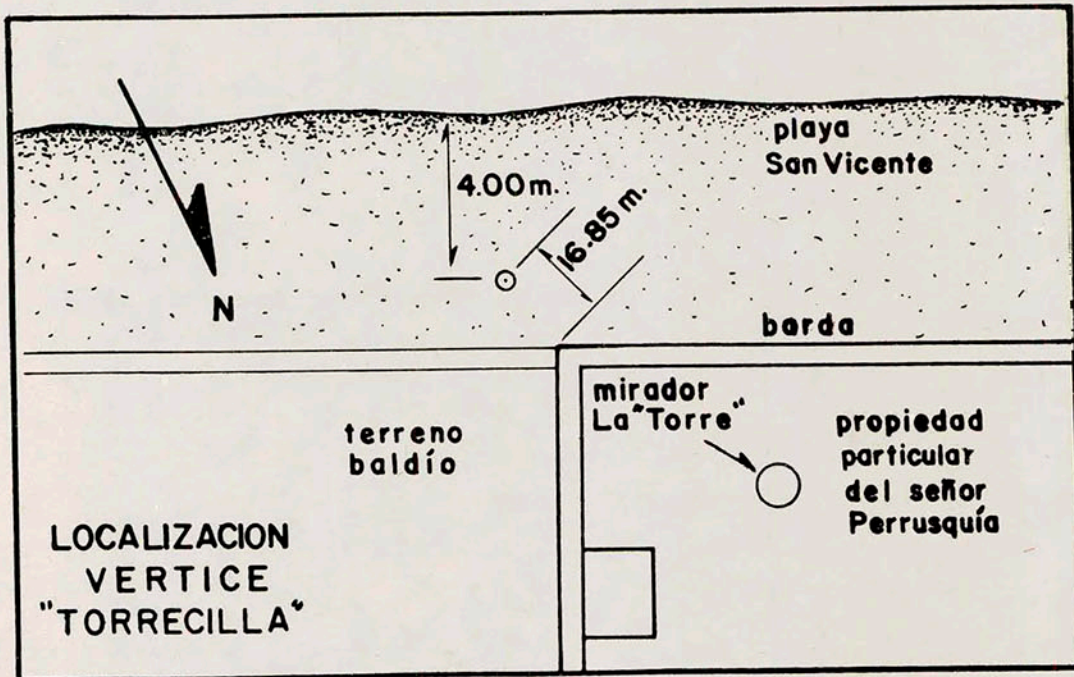 playa
San Vicente
4.00 m.
16.85 m.
N
barda
mirador
La "Torre"
terreno
baldío
propiedad
particular
del señor
Perrusquía
LOCALIZACION
VERTICE
"TORRECILLA"